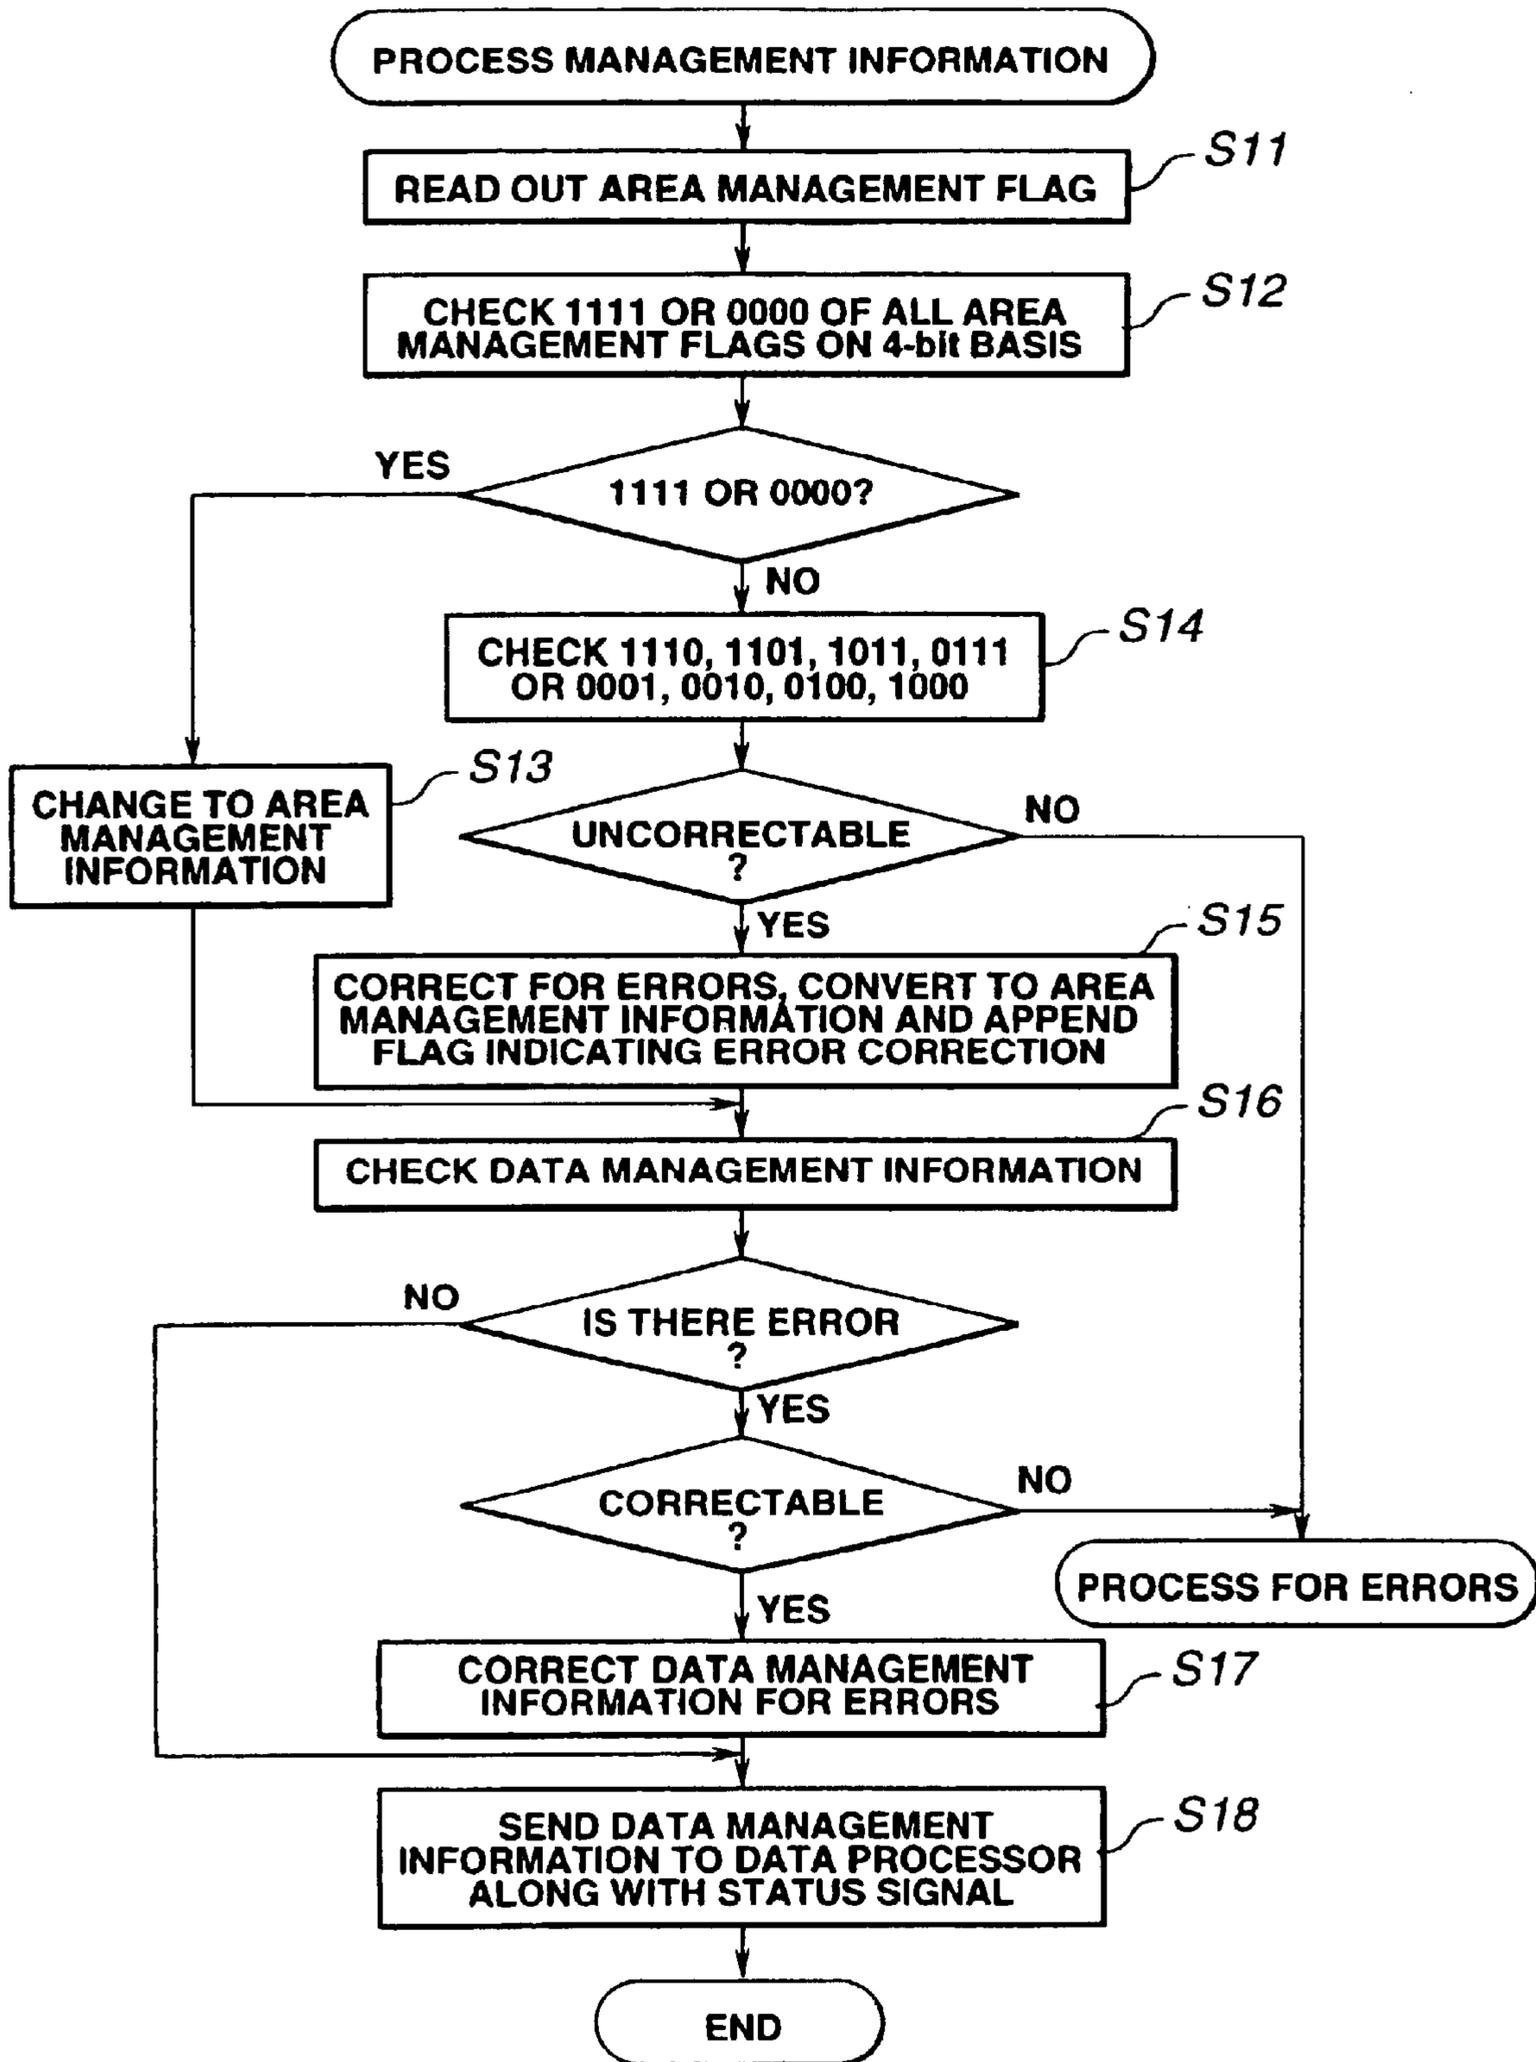 PROCESS MANAGEMENT INFORMATION
S11
READ OUT AREA MANAGEMENT FLAG
S12
CHECK 1111 OR 0000 OF ALL AREA
MANAGEMENT FLAGS ON 4-bit BASIS
YES
1111 OR 0000?
NO
S14
CHECK 1110, 1101, 1011, 0111
OR 0001, 0010, 0100, 1000
S13
CHANGE TO AREA
MANAGEMENT
INFORMATION
UNCORRECTABLE
?
NO
YES
S15
CORRECT FOR ERRORS, CONVERT TO AREA
MANAGEMENT INFORMATION AND APPEND
FLAG INDICATING ERROR CORRECTION
S16
CHECK DATA MANAGEMENT INFORMATION
NO
IS THERE ERROR
?
YES
CORRECTABLE
?
NO
PROCESS FOR ERRORS
YES
S17
CORRECT DATA MANAGEMENT
INFORMATION FOR ERRORS
S18
SEND DATA MANAGEMENT
INFORMATION TO DATA PROCESSOR
ALONG WITH STATUS SIGNAL
END